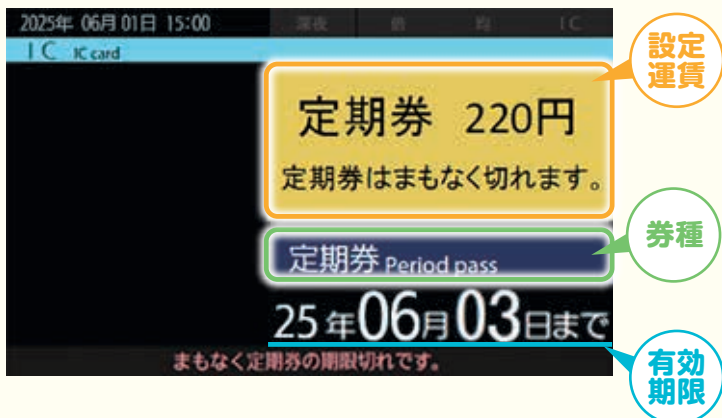 2025年 06月 01日 15:00 深夜 倍 均 IC
IC IC card
設定
運賃
定期券 220円
定期券はまもなく切れます。
券種
定期券 Period pass
25年06月03日まで
まもなく定期券の期限切れです。
有効
期限